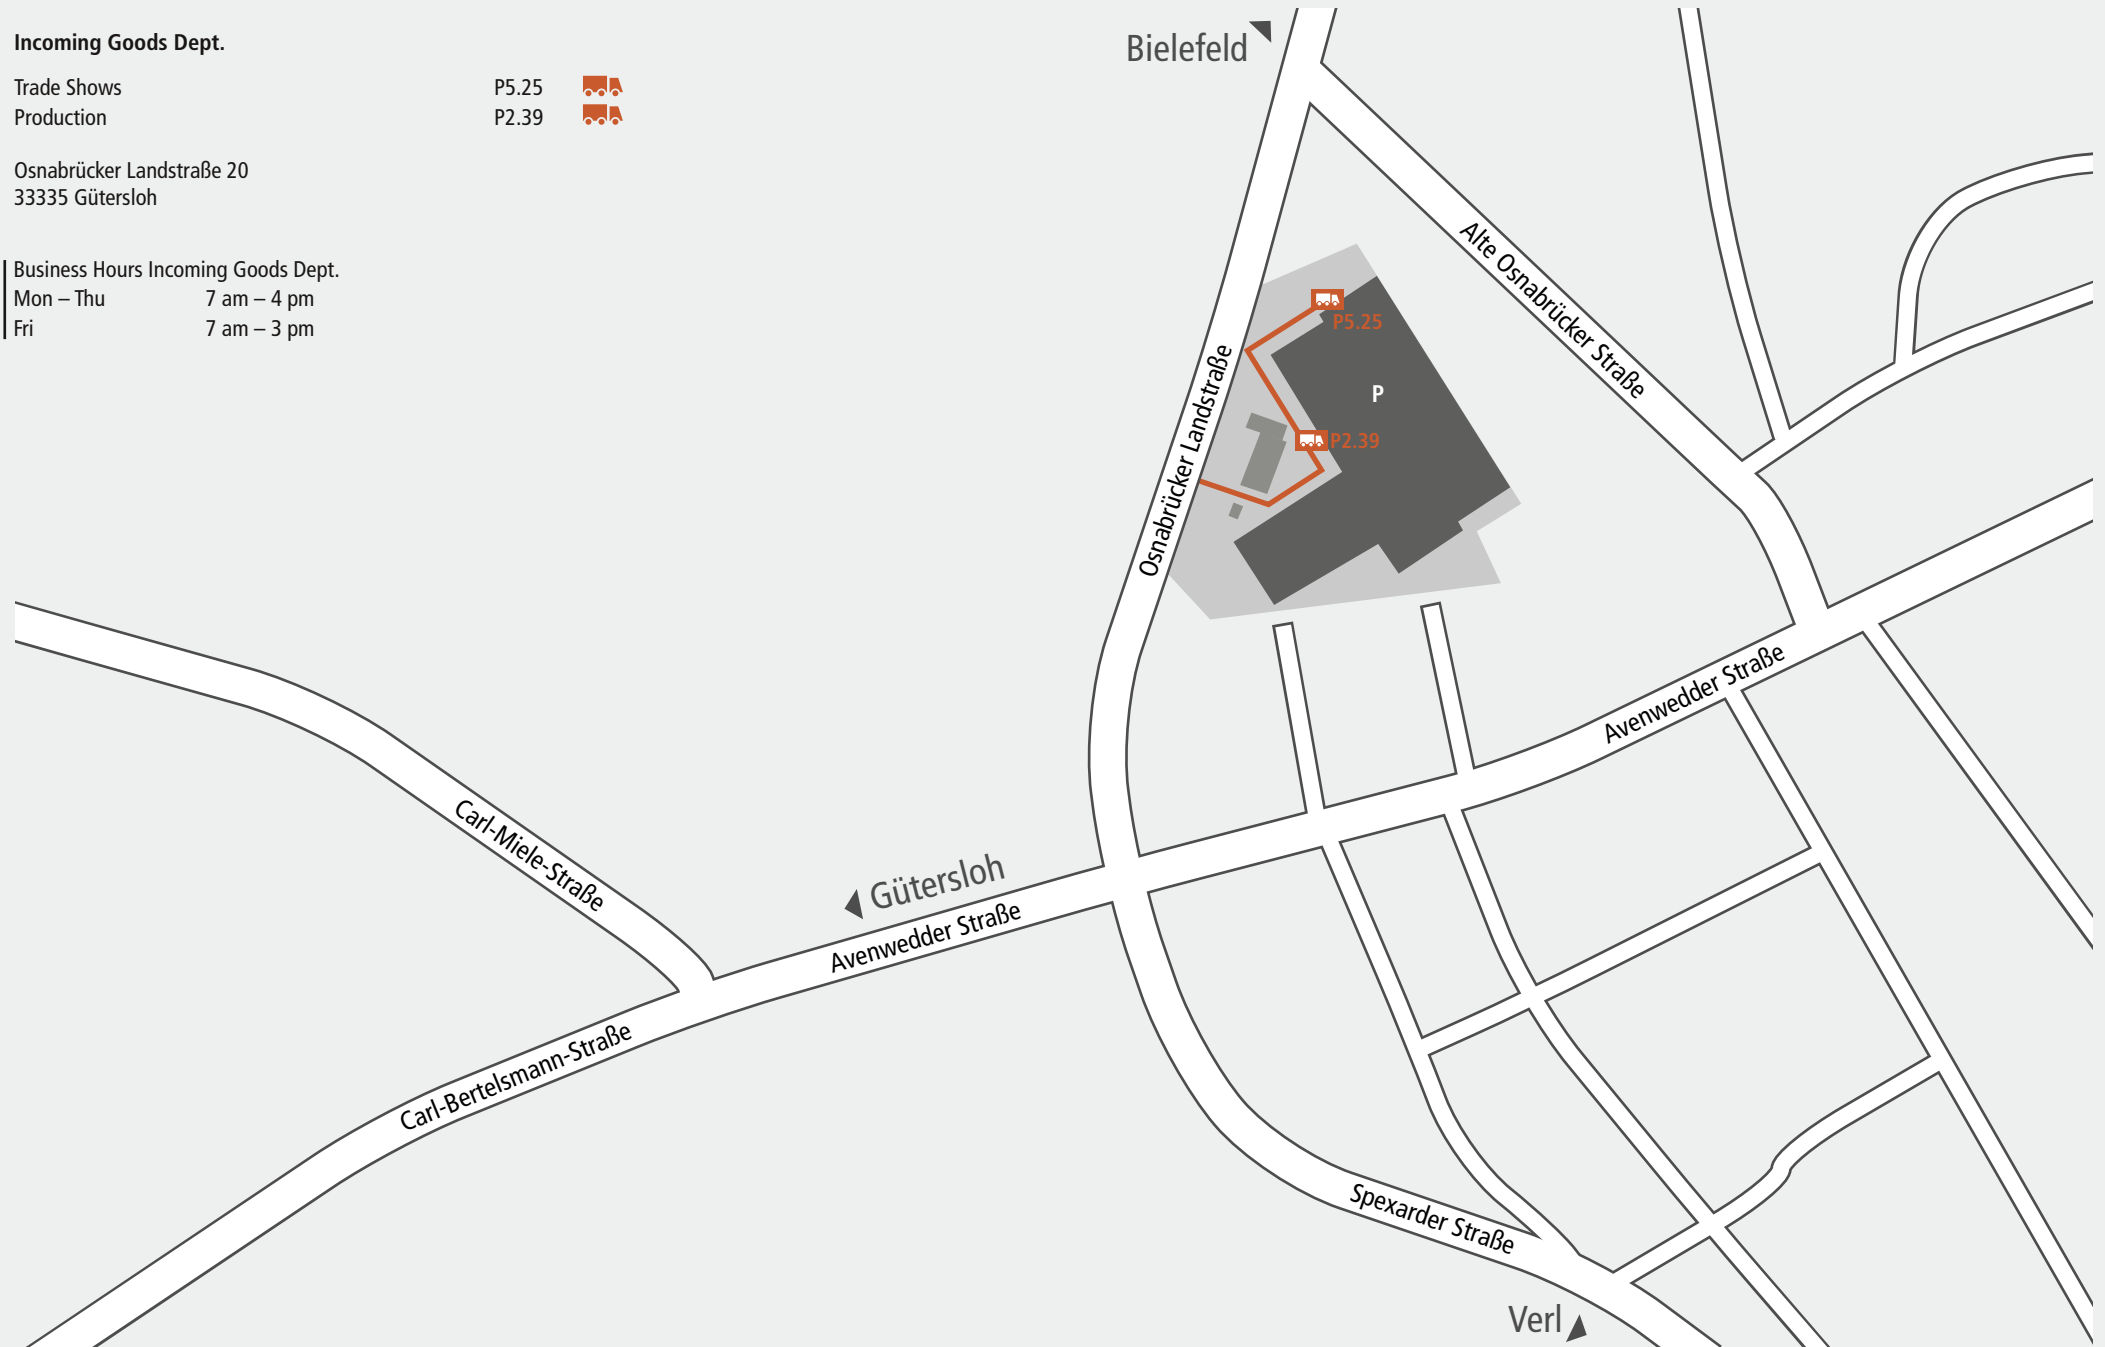 Incoming Goods Dept.
Trade Shows P5.25
Production P2.39
Osnabrücker Landstraße 20
33335 Gütersloh
Business Hours Incoming Goods Dept.
Mon – Thu 7 am – 4 pm
Fri 7 am – 3 pm
Bielefeld
Alte Osnabrücker Straße
P5.25
P
P2.39
Osnabrücker Landstraße
Avenwedder Straße
Carl-Miele-Straße
Gütersloh
Avenwedder Straße
Carl-Bertelsmann-Straße
Spexarder Straße
Verl